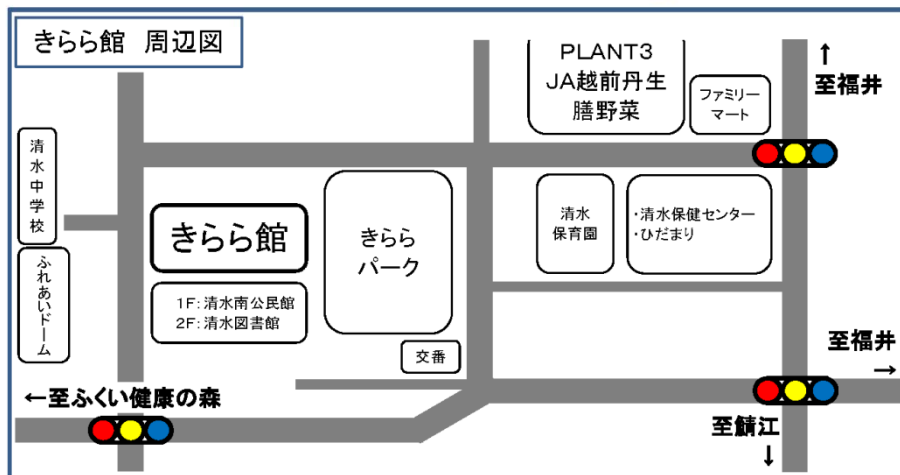 きらら館 周辺図
PLANT3
JA越前丹生
膳野菜
ファミリー
マート
↑
至福井
清水中学校
きらら館
きらら
パーク
清水
保育園
・清水保健センター
・ひだまり
ふれあいドーム
1F:清水南公民館
2F:清水図書館
交番
至福井
→
←至ふくい健康の森
至鯖江
↓